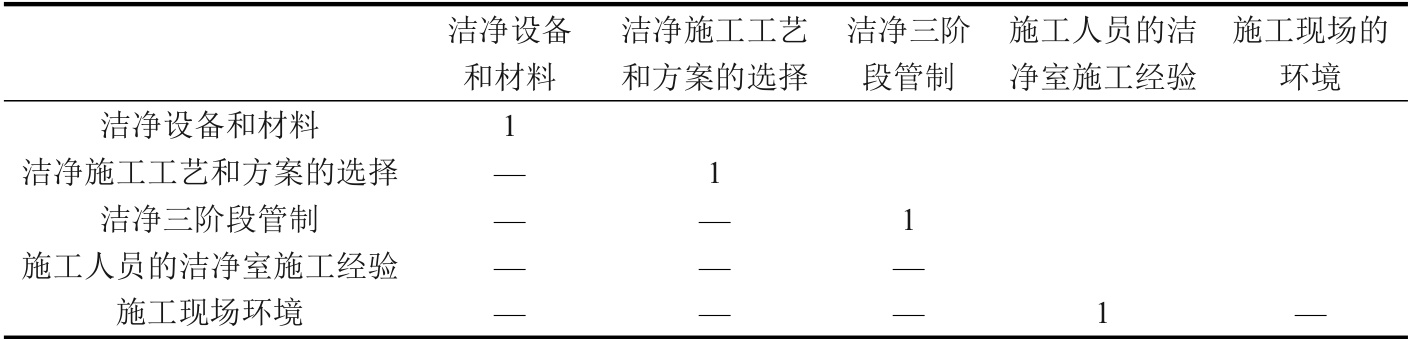 洁净设备 洁净施工工艺 洁净三阶 施工人员的洁 施工现场的
和材料 和方案的选择 段管制 净室施工经验 环境
洁净设备和材料 1
洁净施工工艺和方案的选择 — 1
洁净三阶段管制 — — 1
施工人员的洁净室施工经验 — — —
施工现场环境 — — — 1 —